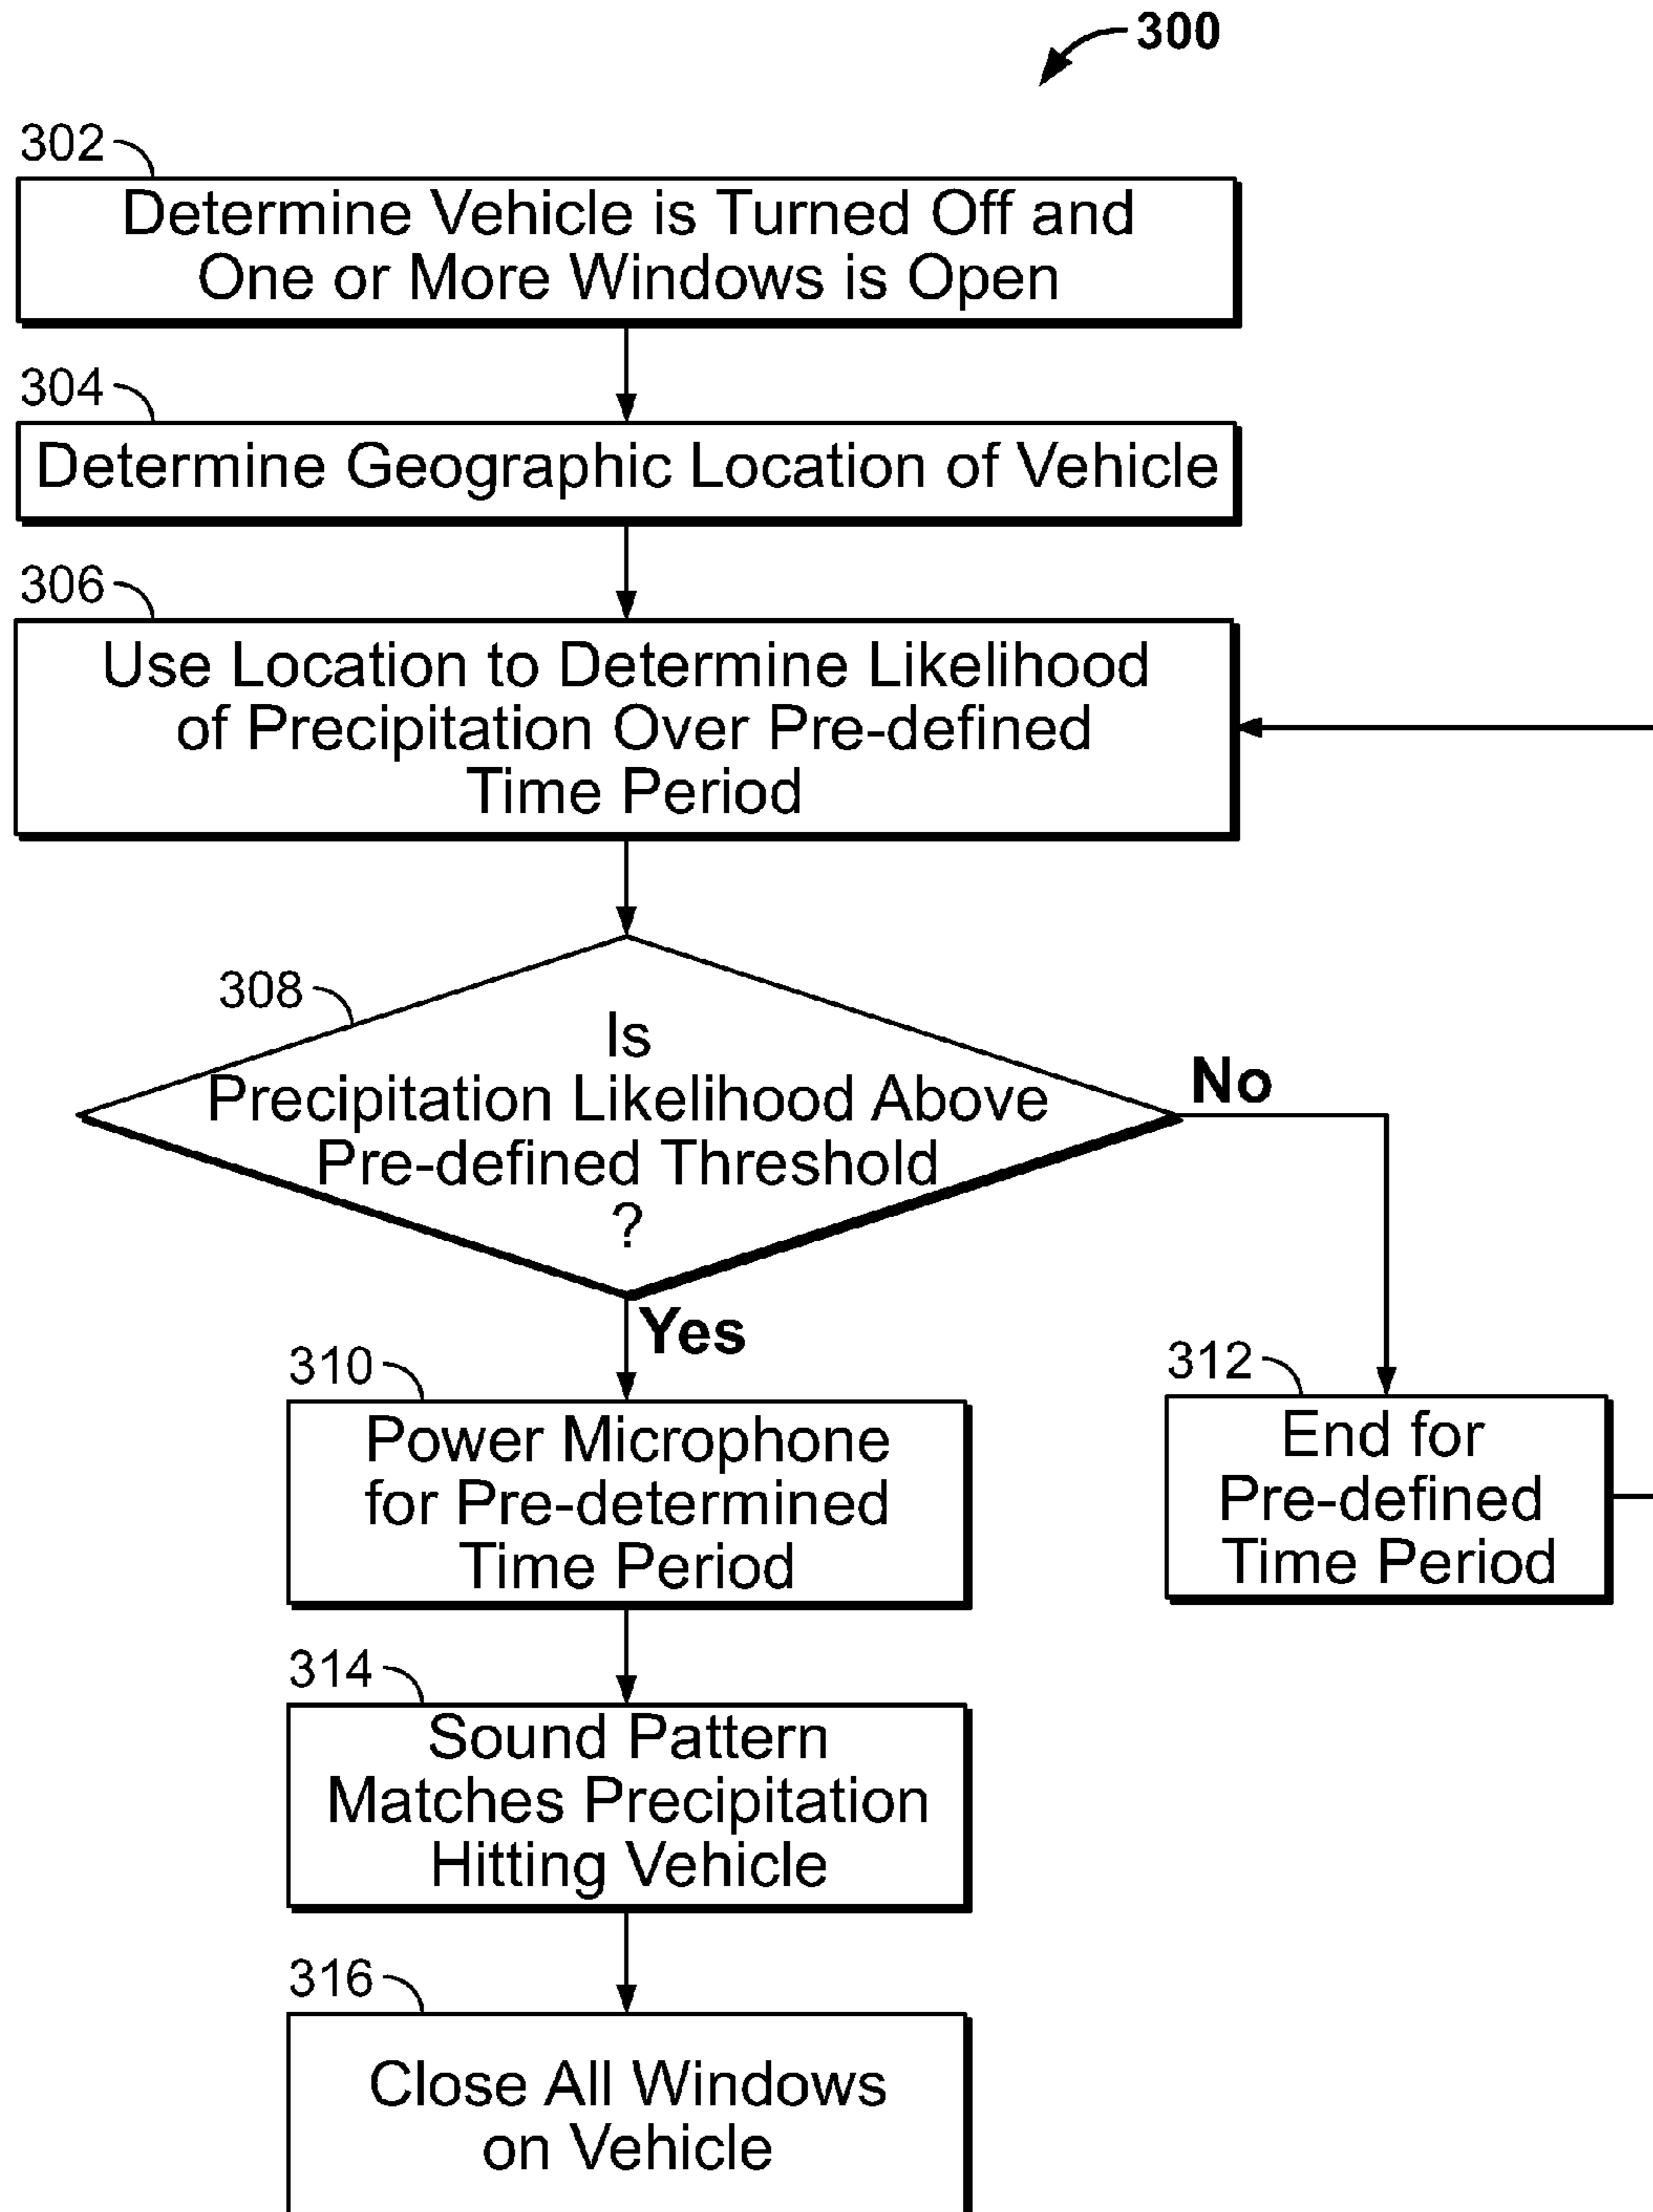 300
302
Determine Vehicle is Turned Off and
One or More Windows is Open
304
Determine Geographic Location of Vehicle
306
Use Location to Determine Likelihood
of Precipitation Over Pre-defined
Time Period
308
Is
Precipitation Likelihood Above
Pre-defined Threshold
?
No
Yes
310
Power Microphone
for Pre-determined
Time Period
312
End for
Pre-defined
Time Period
314
Sound Pattern
Matches Precipitation
Hitting Vehicle
316
Close All Windows
on Vehicle